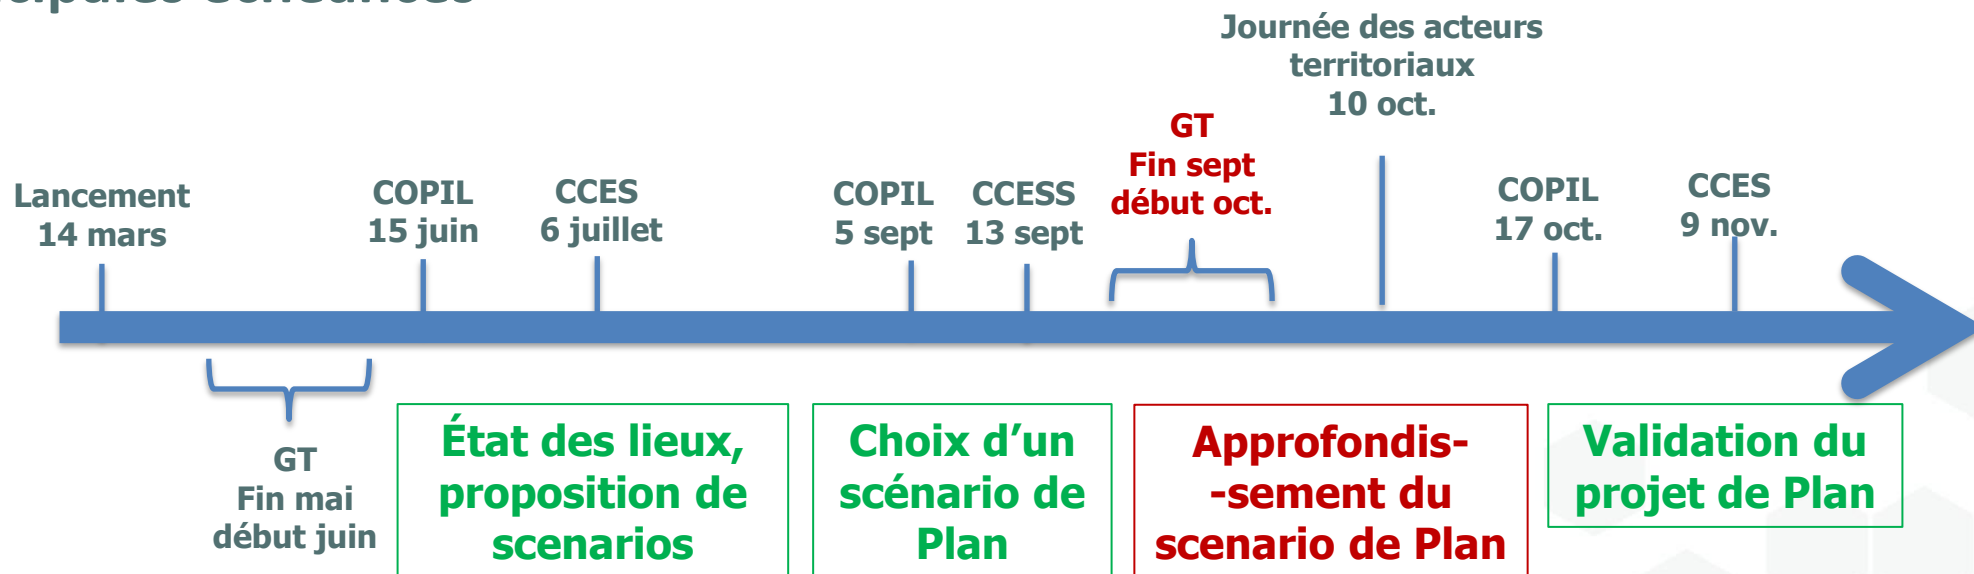 Journée des acteurs
territoriaux
10 oct.
GT
Fin sept
début oct.
Lancement
14 mars
COPIL
15 juin
CCES
6 juillet
COPIL
5 sept
CCESS
13 sept
COPIL
17 oct.
CCES
9 nov.
GT
Fin mai
début juin
État des lieux,
proposition de
scenarios
Choix d’un
scénario de
Plan
Approfondis-
-sement du
scenario de Plan
Validation du
projet de Plan